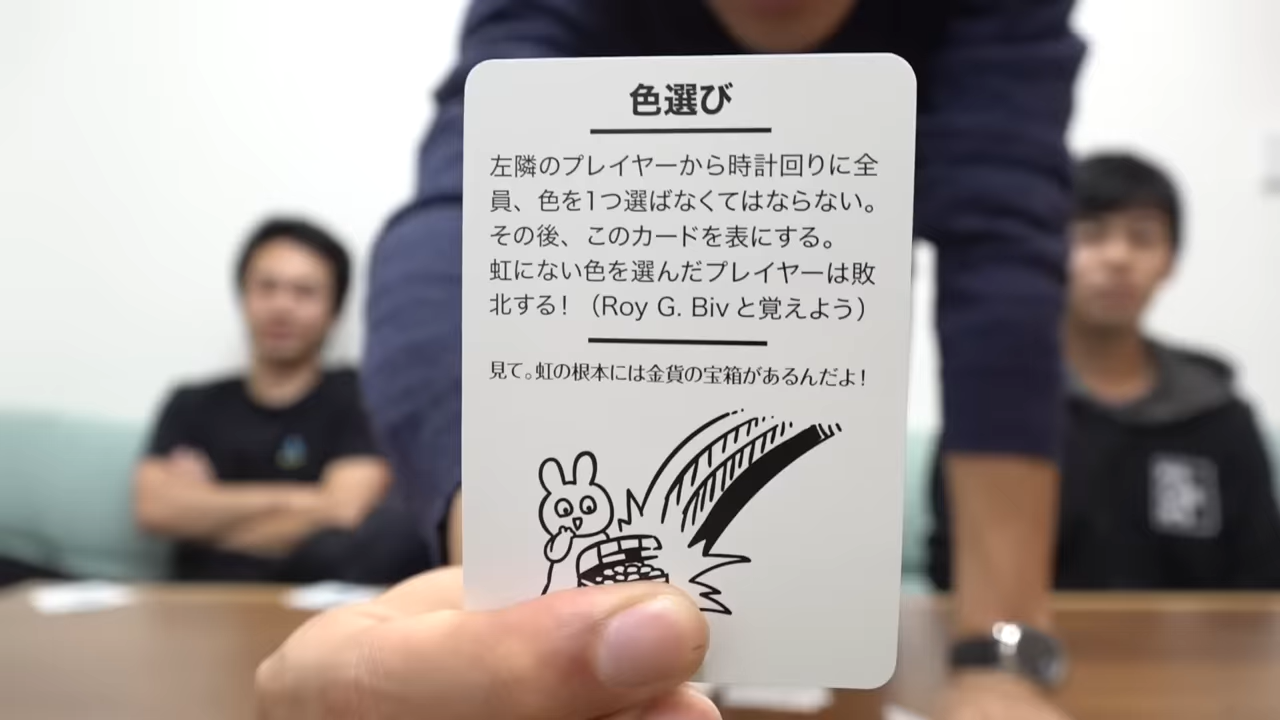 色選び
左隣のプレイヤーから時計回りに全
員、色を1つ選ばなくてはならない。
その後、このカードを表にする。
虹にない色を選んだプレイヤーは敗
北する！（Roy G. Bivと覚えよう）
見て。虹の根本には金貨の宝箱があるんだよ！